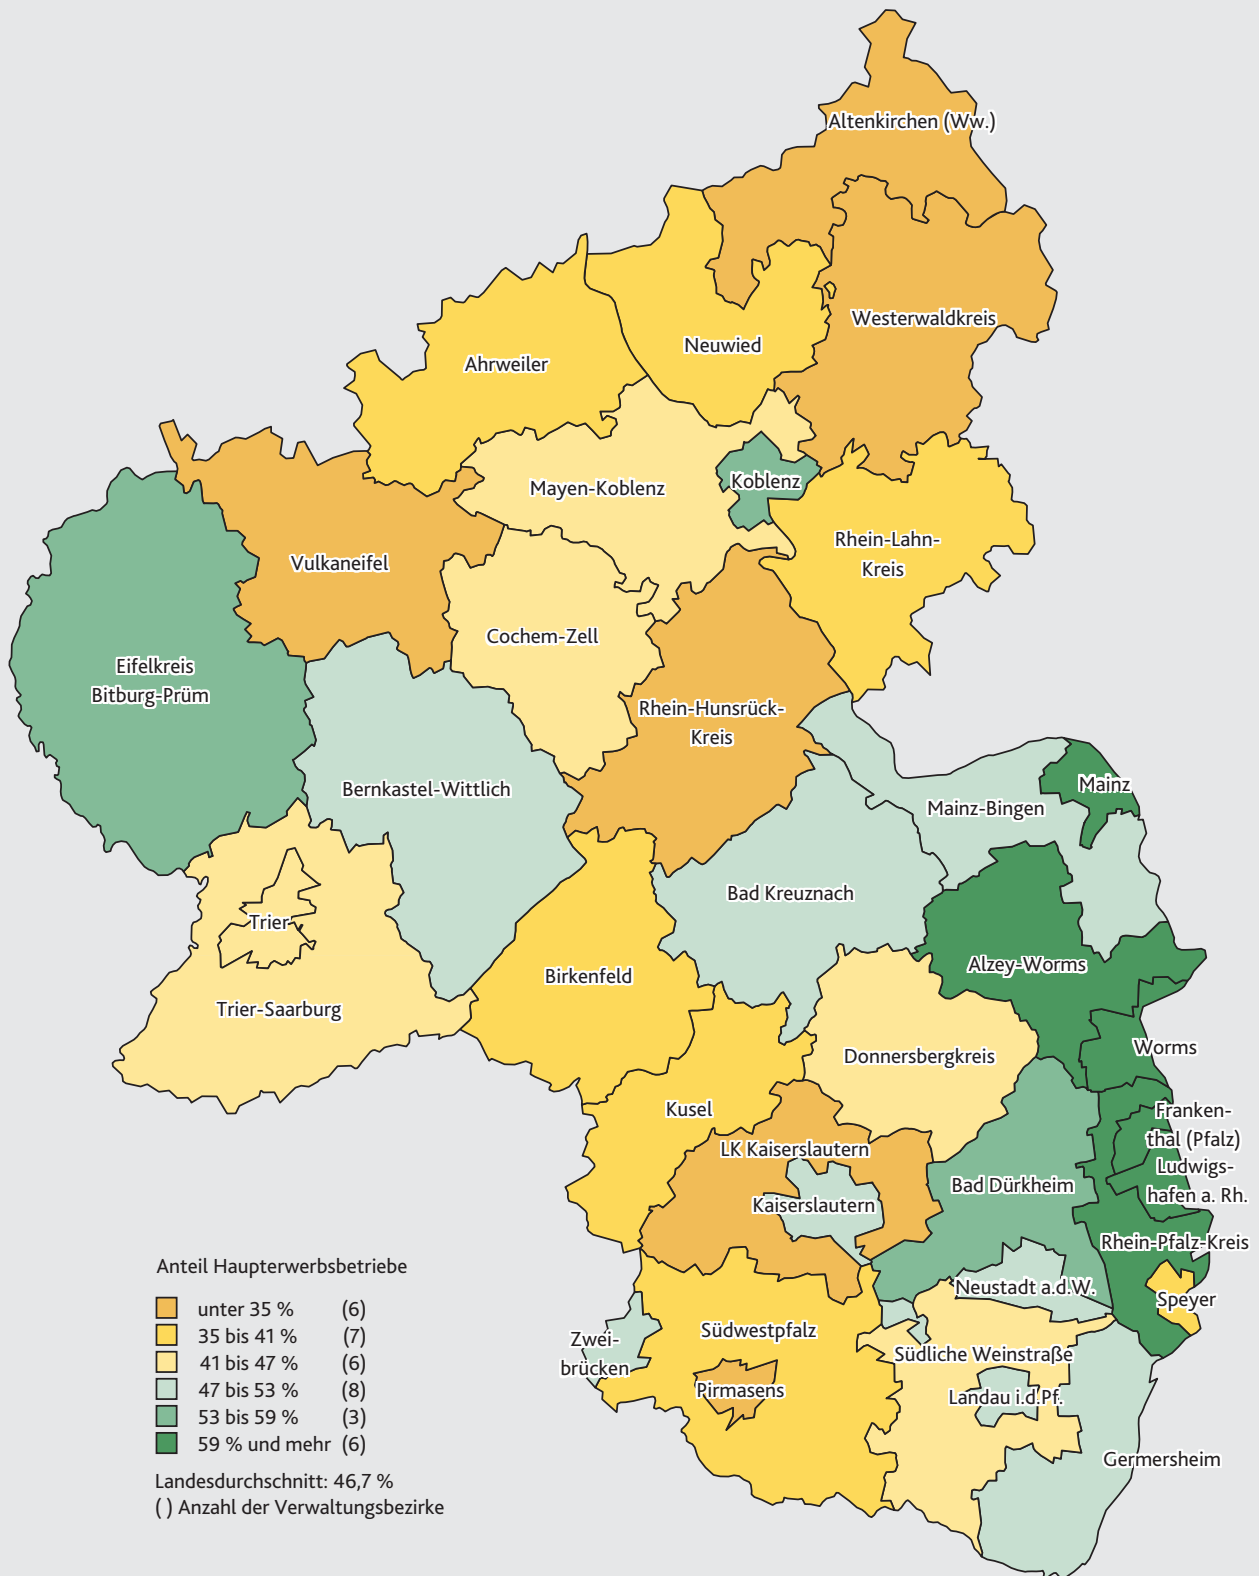 Altenkirchen (Ww.)
Westerwaldkreis
Neuwied
Ahrweiler
Koblenz
Mayen-Koblenz
Rhein-Lahn-
Kreis
Vulkaneifel
Cochem-Zell
Eifelkreis
Bitburg-Prüm
Rhein-Hunsrück-
Kreis
Bernkastel-Wittlich
Mainz
Mainz-Bingen
Bad Kreuznach
Trier
Alzey-Worms
Birkenfeld
Trier-Saarburg
Worms
Donnersbergkreis
Kusel
Franken-
thal (Pfalz)
LK Kaiserslautern
Ludwigs-
hafen a. Rh.
Bad Dürkheim
Kaiserslautern
Rhein-Pfalz-Kreis
Neustadt a.d.W.
Speyer
Südwestpfalz
Zwei-
brücken
Südliche Weinstraße
Pirmasens
Landau i.d.Pf.
Germersheim
Anteil Haupterwerbsbetriebe
unter 35 % (6)
35 bis 41 % (7)
41 bis 47 % (6)
47 bis 53 % (8)
53 bis 59 % (3)
59 % und mehr (6)
Landesdurchschnitt: 46,7 %
( ) Anzahl der Verwaltungsbezirke